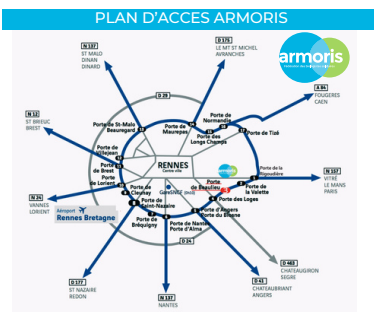 PLAN D'ACCES ARMORIS
armoris
N 137
ST MALO
DINAN
DINARD
D 175
LE MT ST MICHEL
AVRANCHES
A 84
FOUGERES
CAEN
D 29
N 12
ST BRIEUC
BREST
Porte de St-Malo
Beauregard
Porte de
Maurepas
Porte de
Normandie
Porte des
Longs Champs
Porte de Tizé
Porte de
Villejean
Porte
de Brest
Porte
de Lorient
RENNES
Centre ville
armoris
Porte de la
Rigourdière
N 157
VITRE
LE MANS
PARIS
Porte de
Cleunay
Porte de
Saint-Nazaire
Porte de
Beaulieu
Porte de
la Valette
Porte des Loges
N 24
VANNES
LORIENT
Aéroport
Rennes Bretagne
Porte de
Bréquigny
Porte de Nantes
Porte d'Alma
Porte d'Angers
Porte du Blosne
D 24
D 463
CHATEAUGIRON
SEGRE
D 177
ST NAZAIRE
REDON
N 137
NANTES
D 41
CHATEAUBRIANT
ANGERS